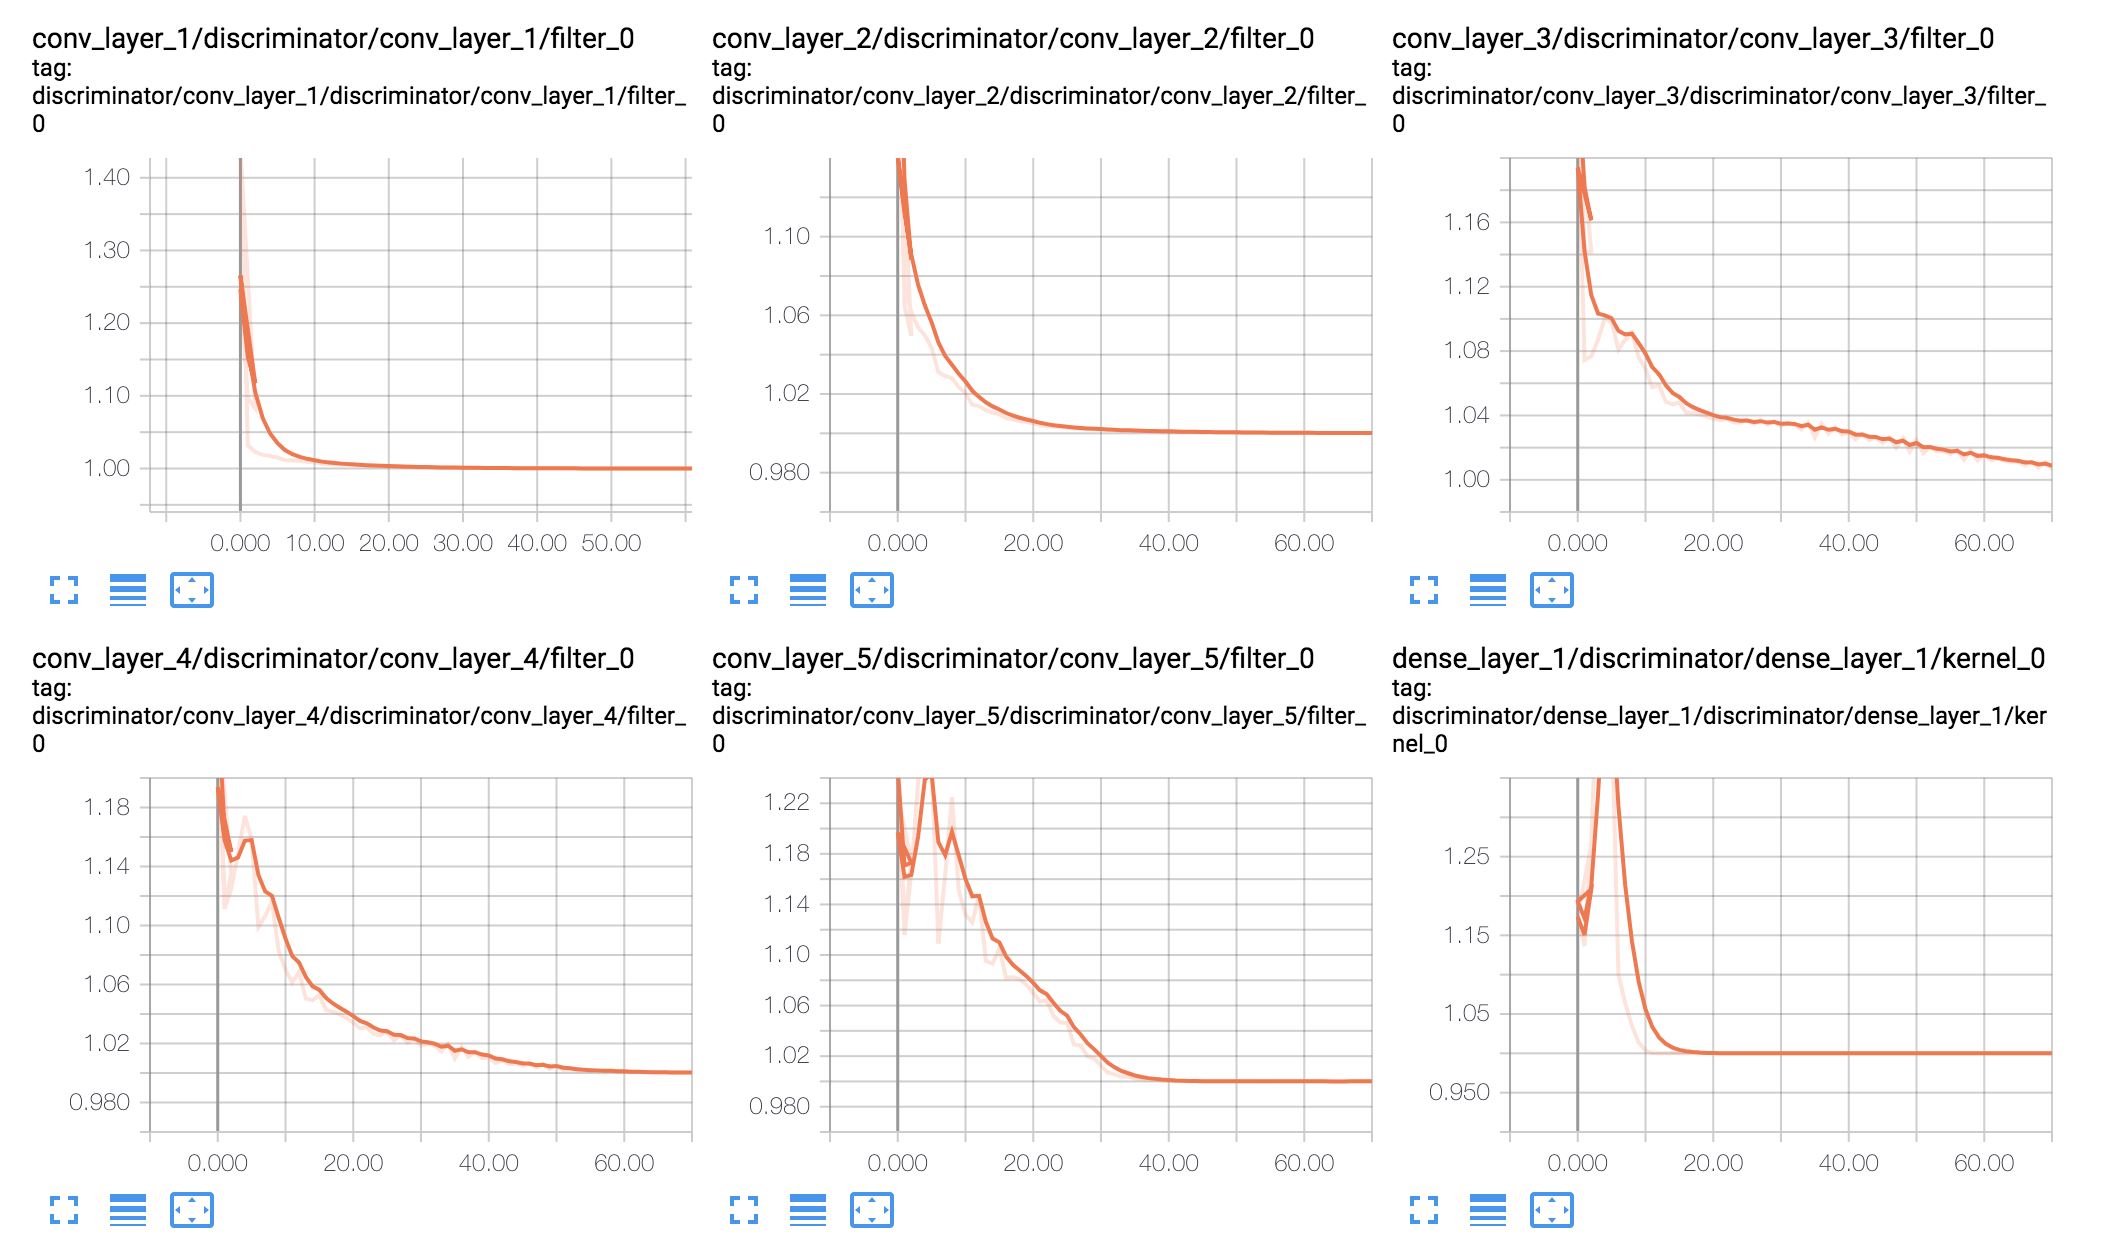 conv_layer_1/discriminator/conv_layer_1/filter_0
tag:
discriminator/conv_layer_1/discriminator/conv_layer_1/filter_
0
1.40
1.30
1.20
1.10
1.00
0.000 10.00 20.00 30.00 40.00 50.00
conv_layer_2/discriminator/conv_layer_2/filter_0
tag:
discriminator/conv_layer_2/discriminator/conv_layer_2/filter_
0
1.10
1.06
1.02
0.980
0.000 20.00 40.00 60.00
conv_layer_3/discriminator/conv_layer_3/filter_0
tag:
discriminator/conv_layer_3/discriminator/conv_layer_3/filter_
0
1.16
1.12
1.08
1.04
1.00
0.000 20.00 40.00 60.00
conv_layer_4/discriminator/conv_layer_4/filter_0
tag:
discriminator/conv_layer_4/discriminator/conv_layer_4/filter_
0
1.18
1.14
1.10
1.06
1.02
0.980
0.000 20.00 40.00 60.00
conv_layer_5/discriminator/conv_layer_5/filter_0
tag:
discriminator/conv_layer_5/discriminator/conv_layer_5/filter_
0
1.22
1.18
1.14
1.10
1.06
1.02
0.980
0.000 20.00 40.00 60.00
dense_layer_1/discriminator/dense_layer_1/kernel_0
tag:
discriminator/dense_layer_1/discriminator/dense_layer_1/ker
nel_0
1.25
1.15
1.05
0.950
0.000 20.00 40.00 60.00